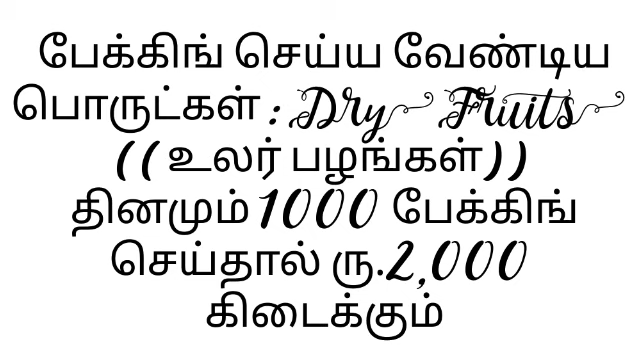 பேக்கிங் செய்ய வேண்டிய
பொருட்கள் : Dry Fruits
((உலர் பழங்கள்))
தினமும் 1000 பேக்கிங்
செய்தால் ரு.2,000
கிடைக்கும்